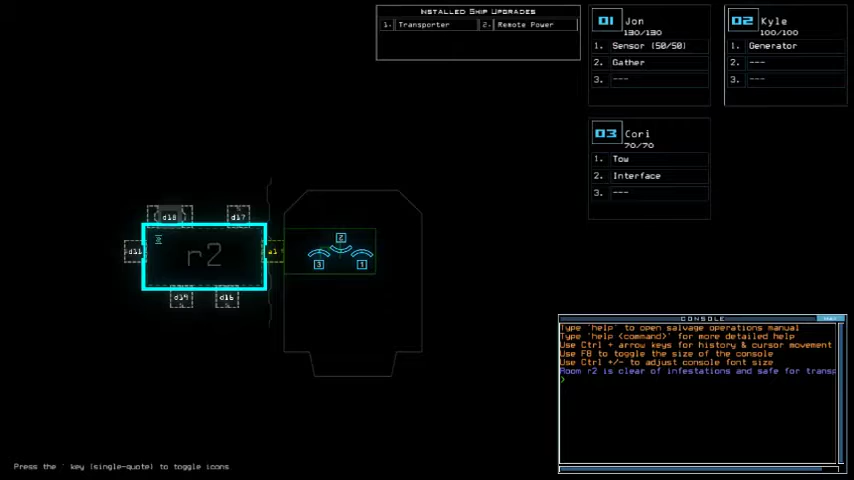 INSTALLED SHIP UPGRADES
1. Transporter 2. Remote Power
01 Jon
130/130
1. Sensor (50/50)
2. Gather
3. ---
02 Kyle
100/100
1. Generator
2. ---
3. ---
03 Cori
70/70
1. Tow
2. Interface
3. ---
d18 d17
r2
d19 d16
2
3 1
CONSOLE
Type 'help' to open salvage operations manual
Type 'help <command>' for more detailed help
Use Ctrl + arrow keys for history & cursor movement
Use F8 to toggle the size of the console
Use Ctrl +/- to adjust console font size
Room r2 is clear of infestations and safe for transp
>
Press the ` key (single-quote) to toggle icons